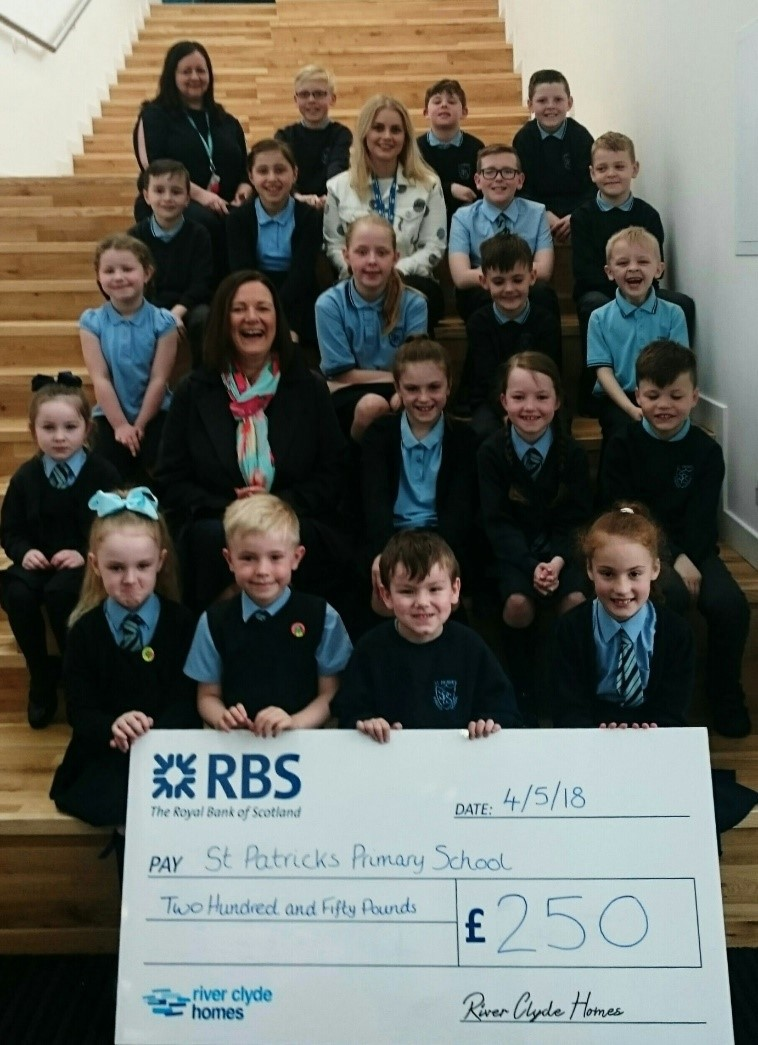 RBS
The Royal Bank of Scotland
DATE: 4/5/18
PAY St Patricks Primary School
Two Hundred and Fifty Pounds
£ 250
river clyde
homes
River Clyde Homes